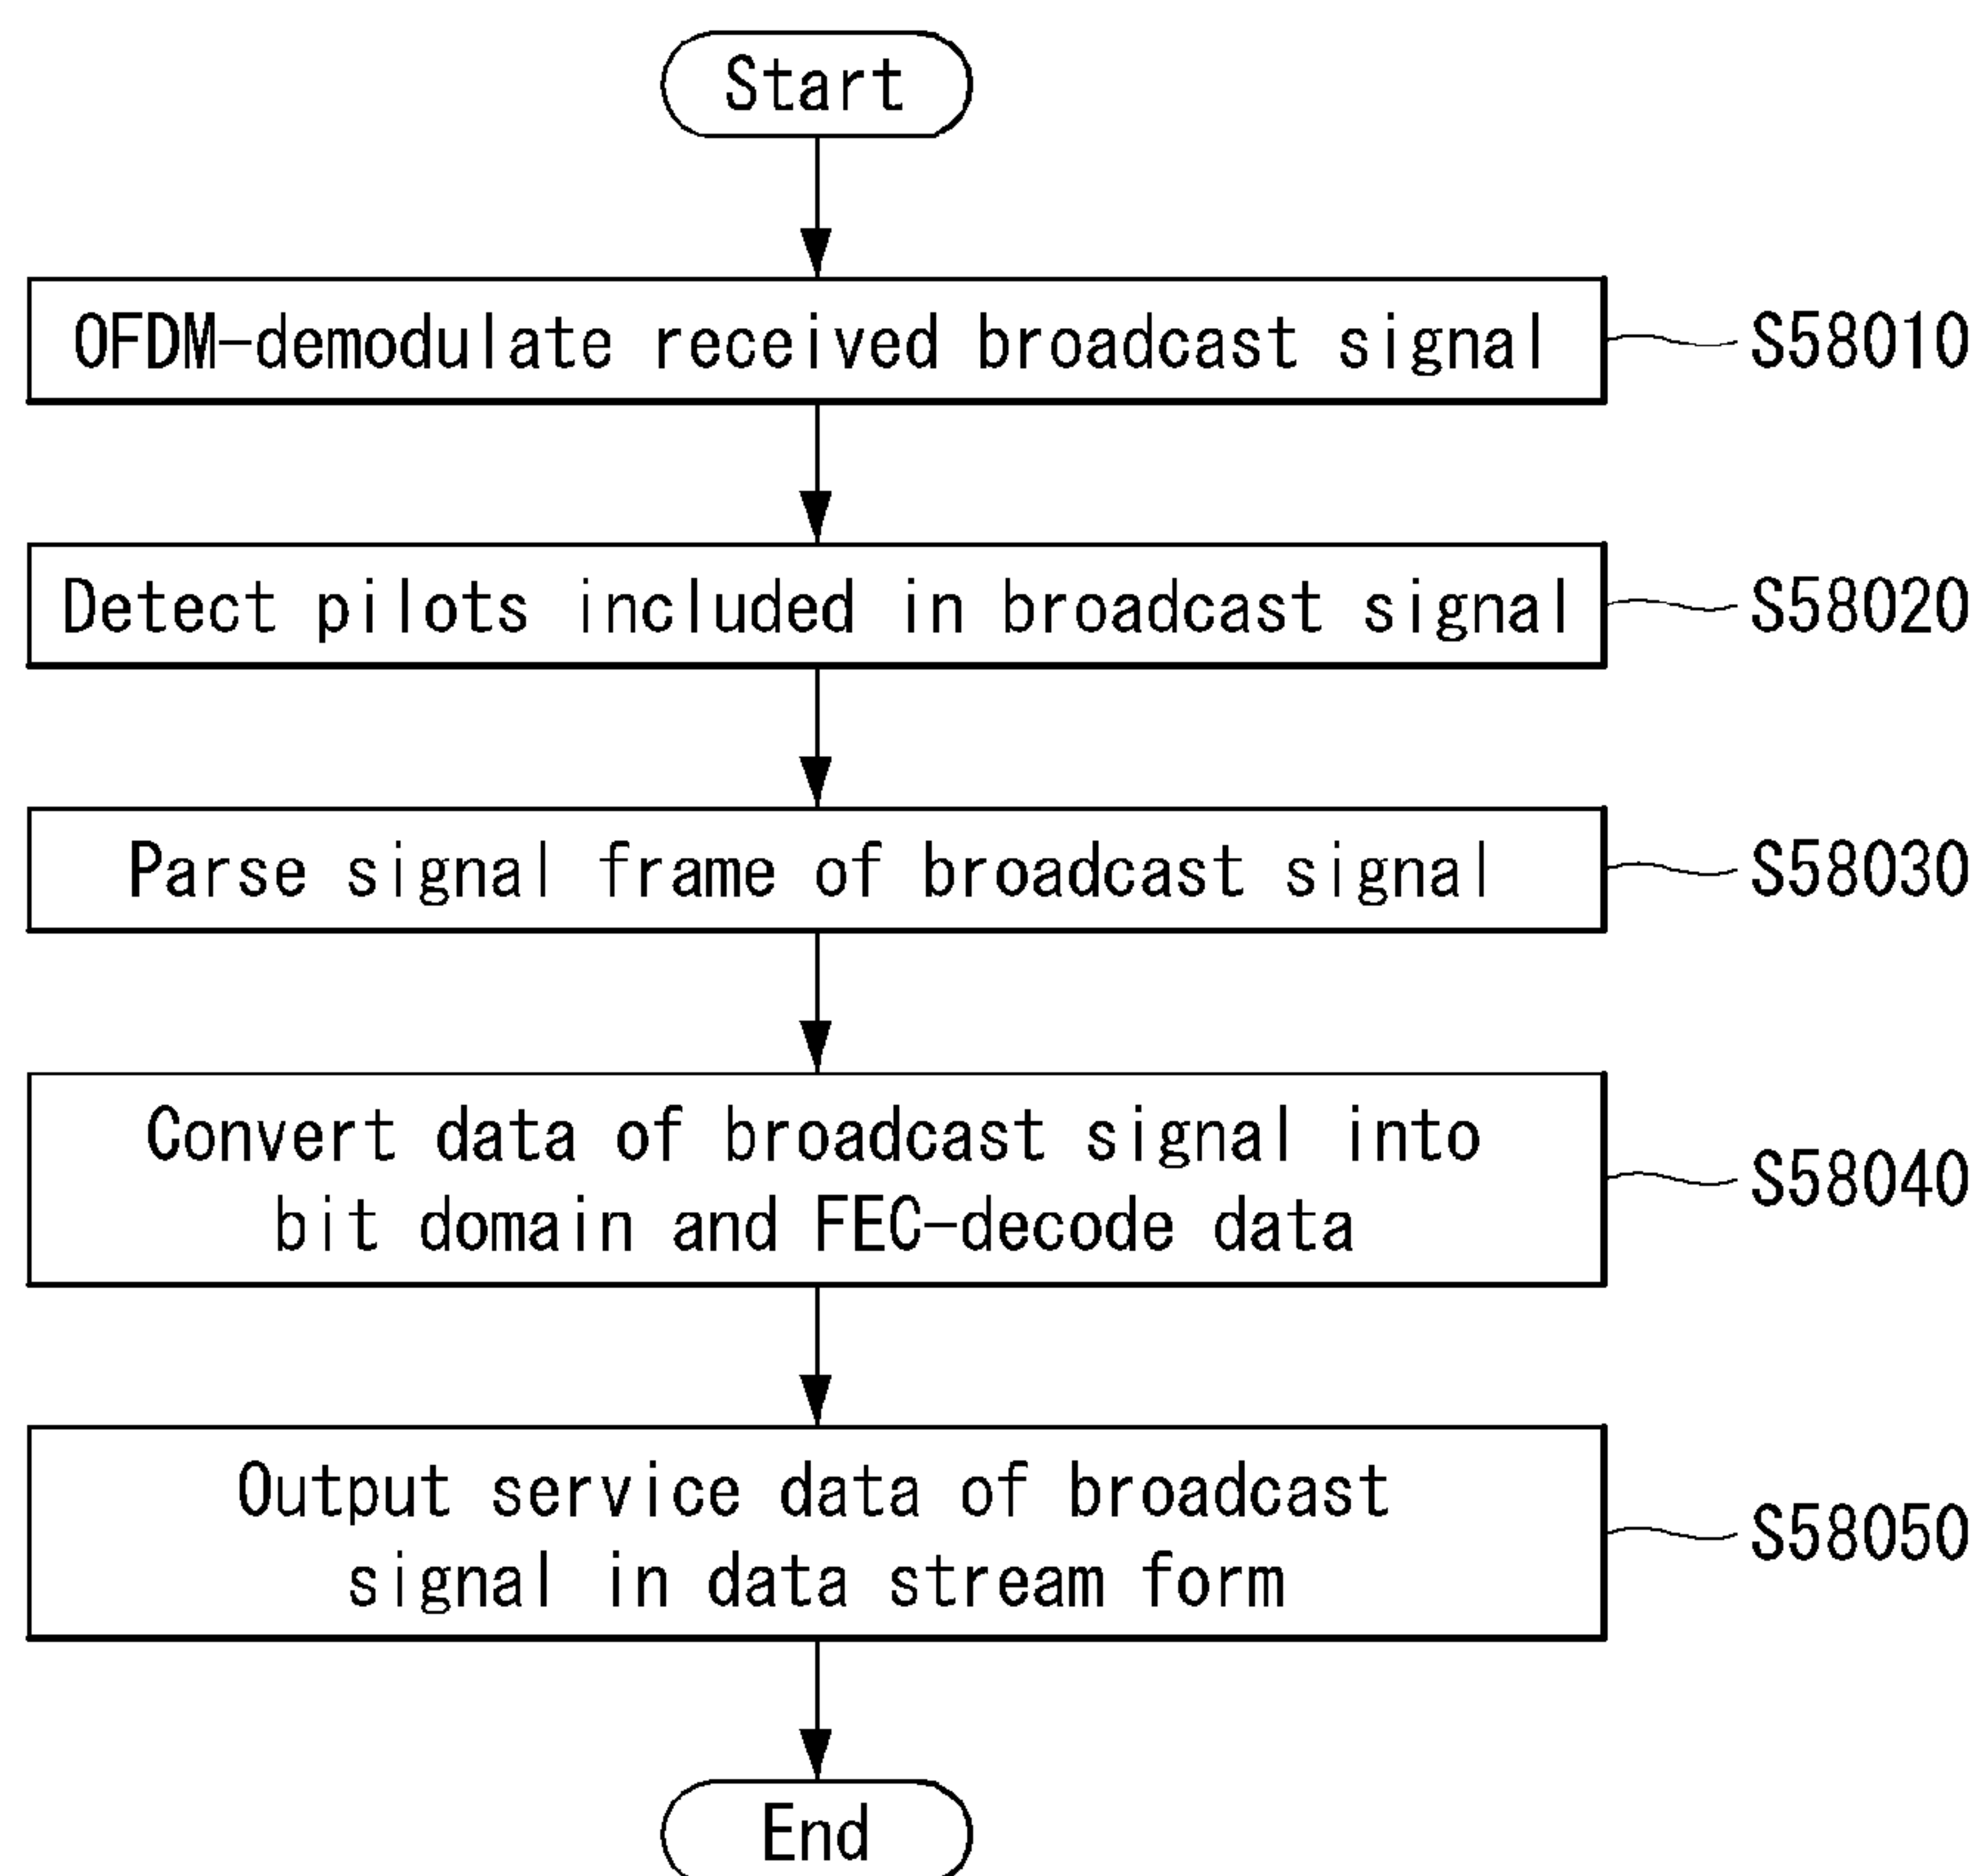 Start
OFDM-demodulate received broadcast signal
S58010
Detect pilots included in broadcast signal
S58020
Parse signal frame of broadcast signal
S58030
Convert data of broadcast signal into
bit domain and FEC-decode data
S58040
Output service data of broadcast
signal in data stream form
S58050
End